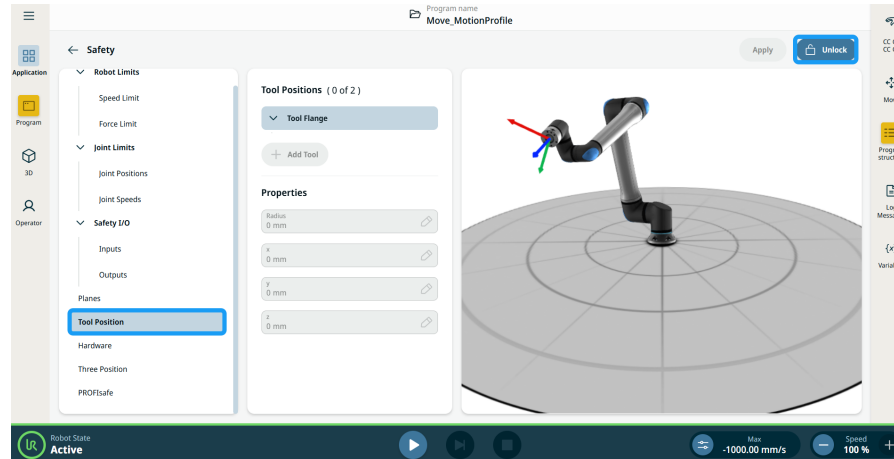 Program name
Move_MotionProfile
Application
Program
3D
Operator
Safety
Apply
Unlock
Robot Limits
Speed Limit
Force Limit
Joint Limits
Joint Positions
Joint Speeds
Safety I/O
Inputs
Outputs
Planes
Tool Position
Hardware
Three Position
PROFIsafe
Tool Positions ( 0 of 2 )
Tool Flange
Add Tool
Properties
Radius
0 mm
x
0 mm
y
0 mm
z
0 mm
Robot State
Active
Max
-1000.00 mm/s
Speed
100 %